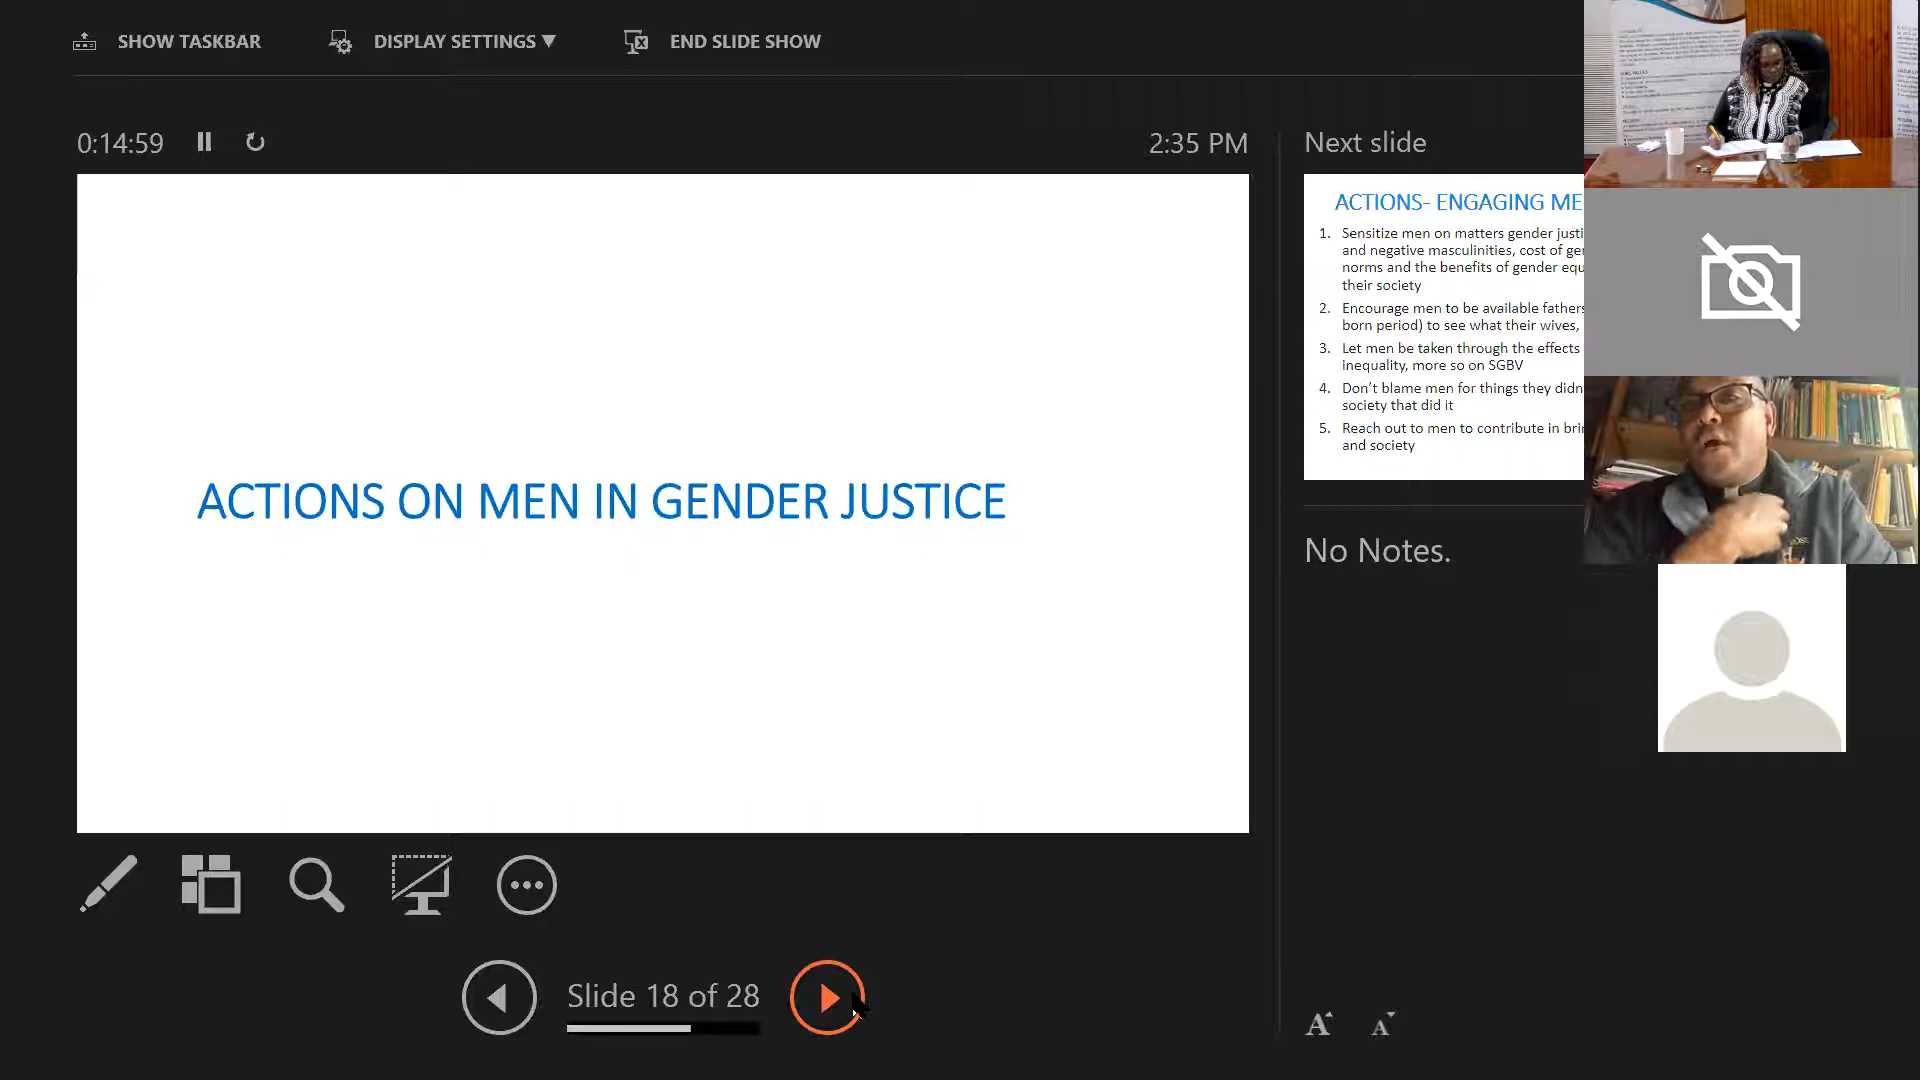 SHOW TASKBAR
DISPLAY SETTINGS ▼
END SLIDE SHOW
0:14:59
2:35 PM
Next slide
ACTIONS ON MEN IN GENDER JUSTICE
ACTIONS- ENGAGING ME
1. Sensitize men on matters gender justi
and negative masculinities, cost of ge
norms and the benefits of gender equ
their society
2. Encourage men to be available fathers
born period) to see what their wives,
3. Let men be taken through the effects
inequality, more so on SGBV
4. Don't blame men for things they didn
society that did it
5. Reach out to men to contribute in bri
and society
No Notes.
Slide 18 of 28
A A